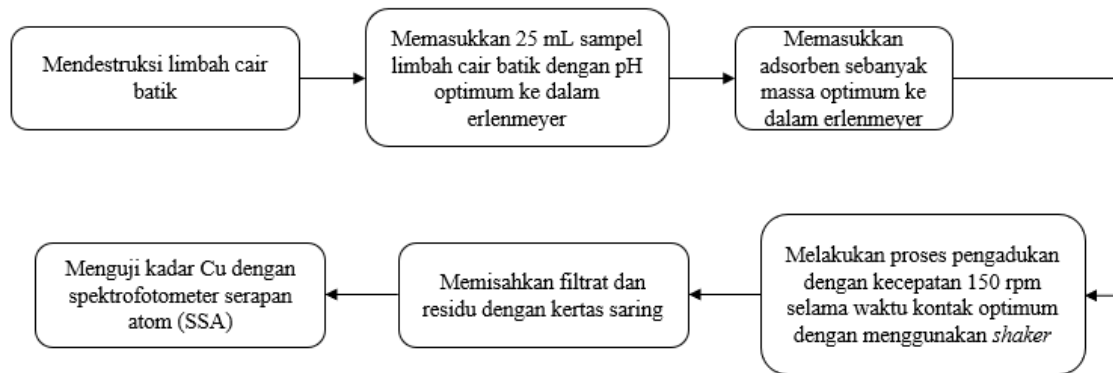 Mendestruksi limbah cair
batik
Memasukkan 25 mL sampel
limbah cair batik dengan pH
optimum ke dalam
erlenmeyer
Memasukkan
adsorben sebanyak
massa optimum ke
dalam erlenmeyer
Melakukan proses pengadukan
dengan kecepatan 150 rpm
selama waktu kontak optimum
dengan menggunakan shaker
Memisahkan filtrat dan
residu dengan kertas saring
Menguji kadar Cu dengan
spektrofotometer serapan
atom (SSA)